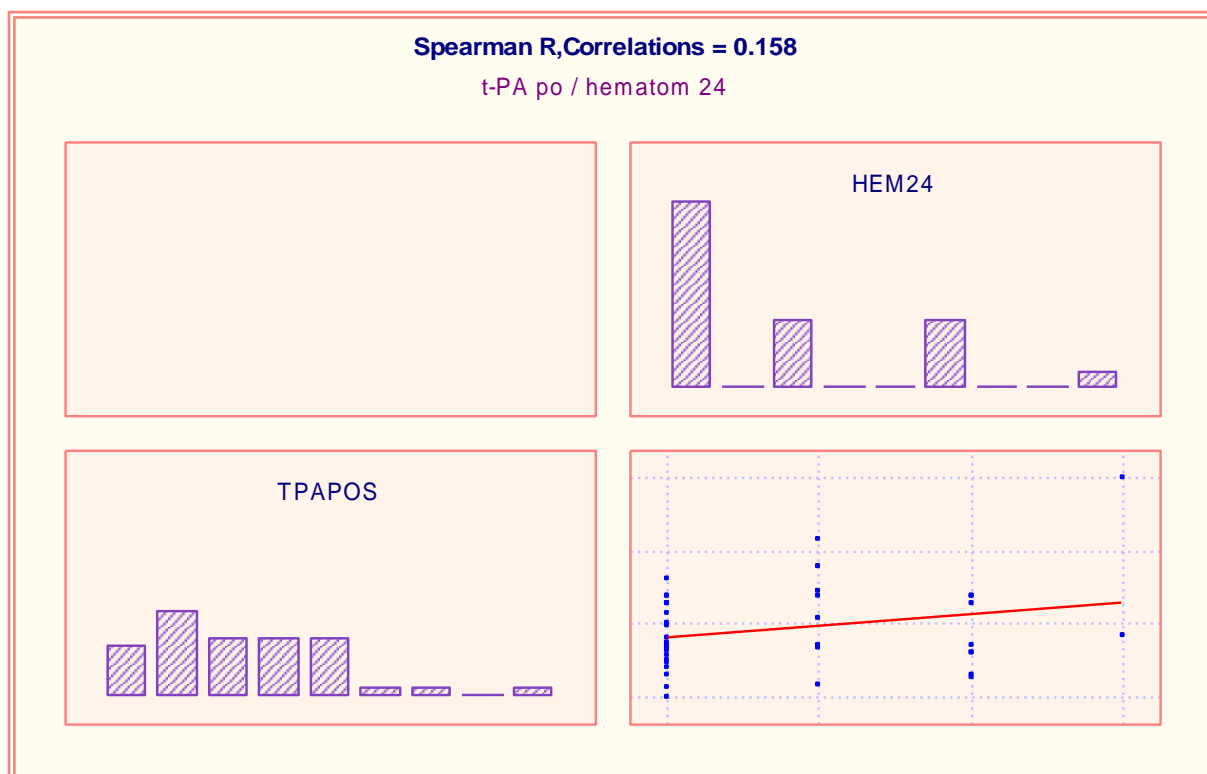 Spearman R,Correlations = 0.158
t-PA po / hematom 24
HEM24
TPAPOS